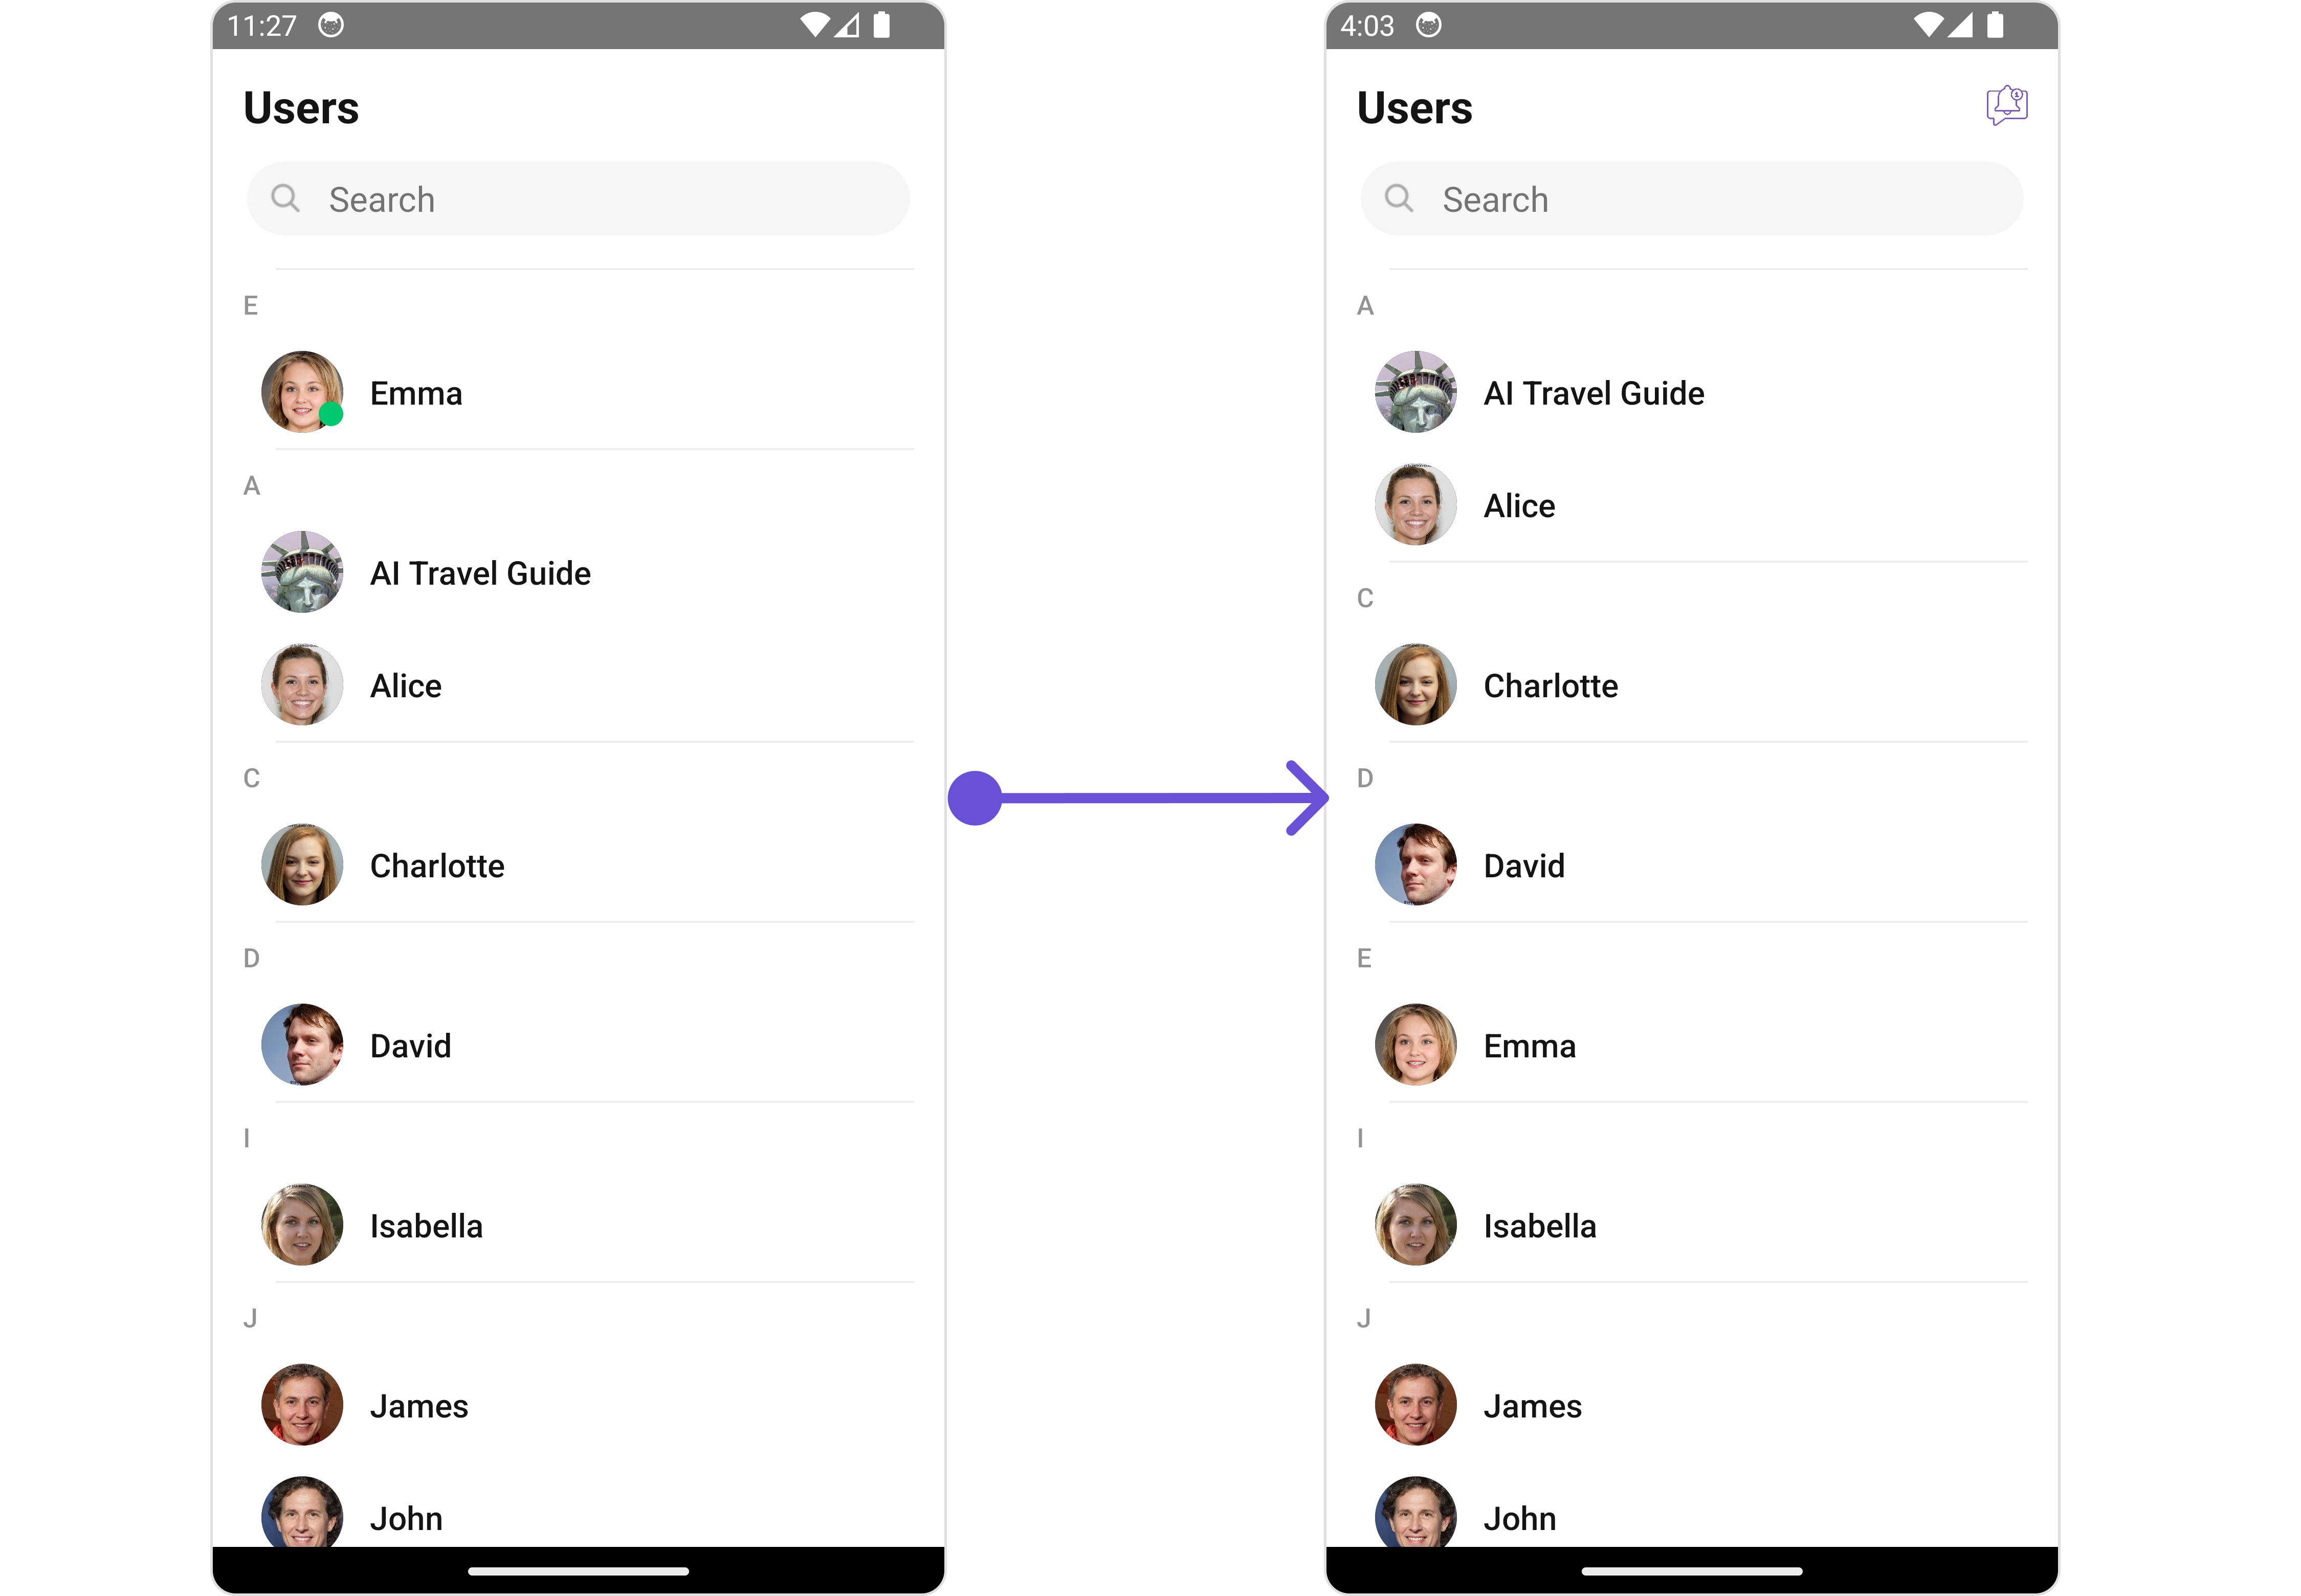 11:27
Users
Search
E
Emma
A
AI Travel Guide
Alice
C
Charlotte
D
David
I
Isabella
J
James
John
4:03
Users
1
Search
A
AI Travel Guide
Alice
C
Charlotte
D
David
E
Emma
I
Isabella
J
James
John